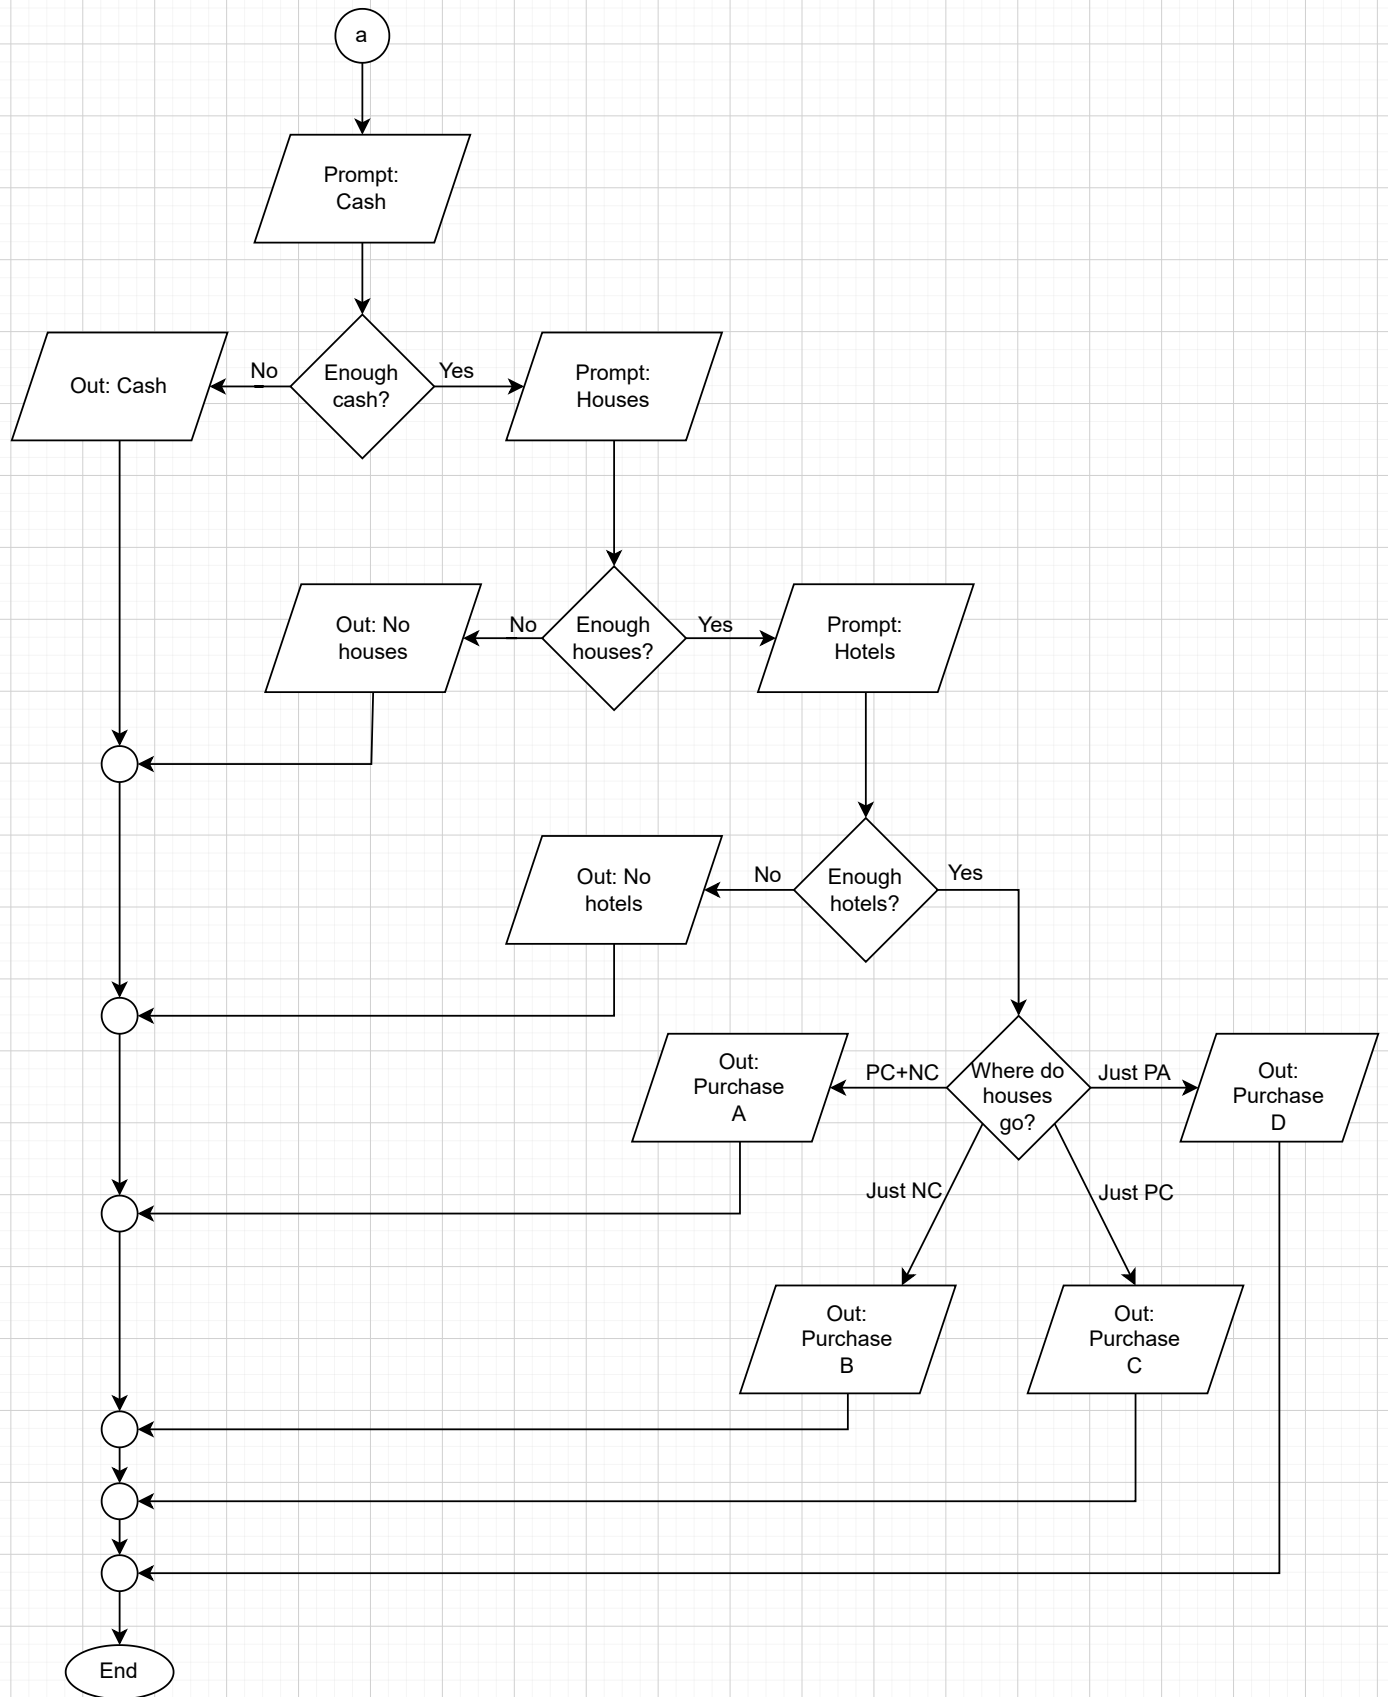 a
Prompt:
Cash
Out: Cash
No
Enough
cash?
Yes
Prompt:
Houses
Out: No
houses
No
Enough
houses?
Yes
Prompt:
Hotels
Out: No
hotels
No
Enough
hotels?
Yes
Out:
Purchase
A
PC+NC
Where do
houses
go?
Just PA
Out:
Purchase
D
Just NC
Just PC
Out:
Purchase
B
Out:
Purchase
C
End